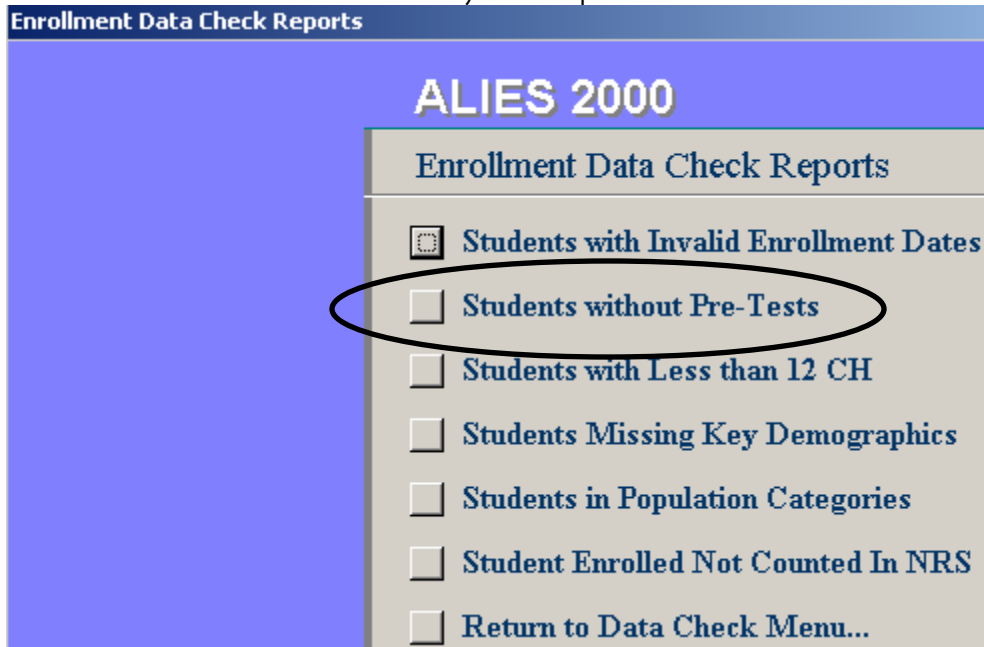 Enrollment Data Check Reports
ALIES 2000
Enrollment Data Check Reports
Students with Invalid Enrollment Dates
Students without Pre-Tests
Students with Less than 12 CH
Students Missing Key Demographics
Students in Population Categories
Student Enrolled Not Counted In NRS
Return to Data Check Menu...